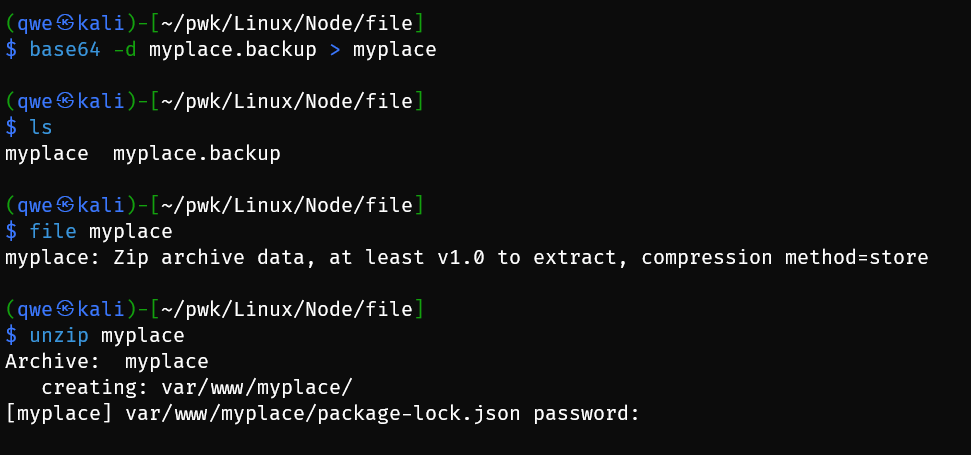 (qwe㉿kali)-[~/pwk/Linux/Node/file]
$ base64 -d myplace.backup > myplace
(qwe㉿kali)-[~/pwk/Linux/Node/file]
$ ls
myplace  myplace.backup
(qwe㉿kali)-[~/pwk/Linux/Node/file]
$ file myplace
myplace: Zip archive data, at least v1.0 to extract, compression method=store
(qwe㉿kali)-[~/pwk/Linux/Node/file]
$ unzip myplace
Archive:  myplace
   creating: var/www/myplace/
[myplace] var/www/myplace/package-lock.json password: